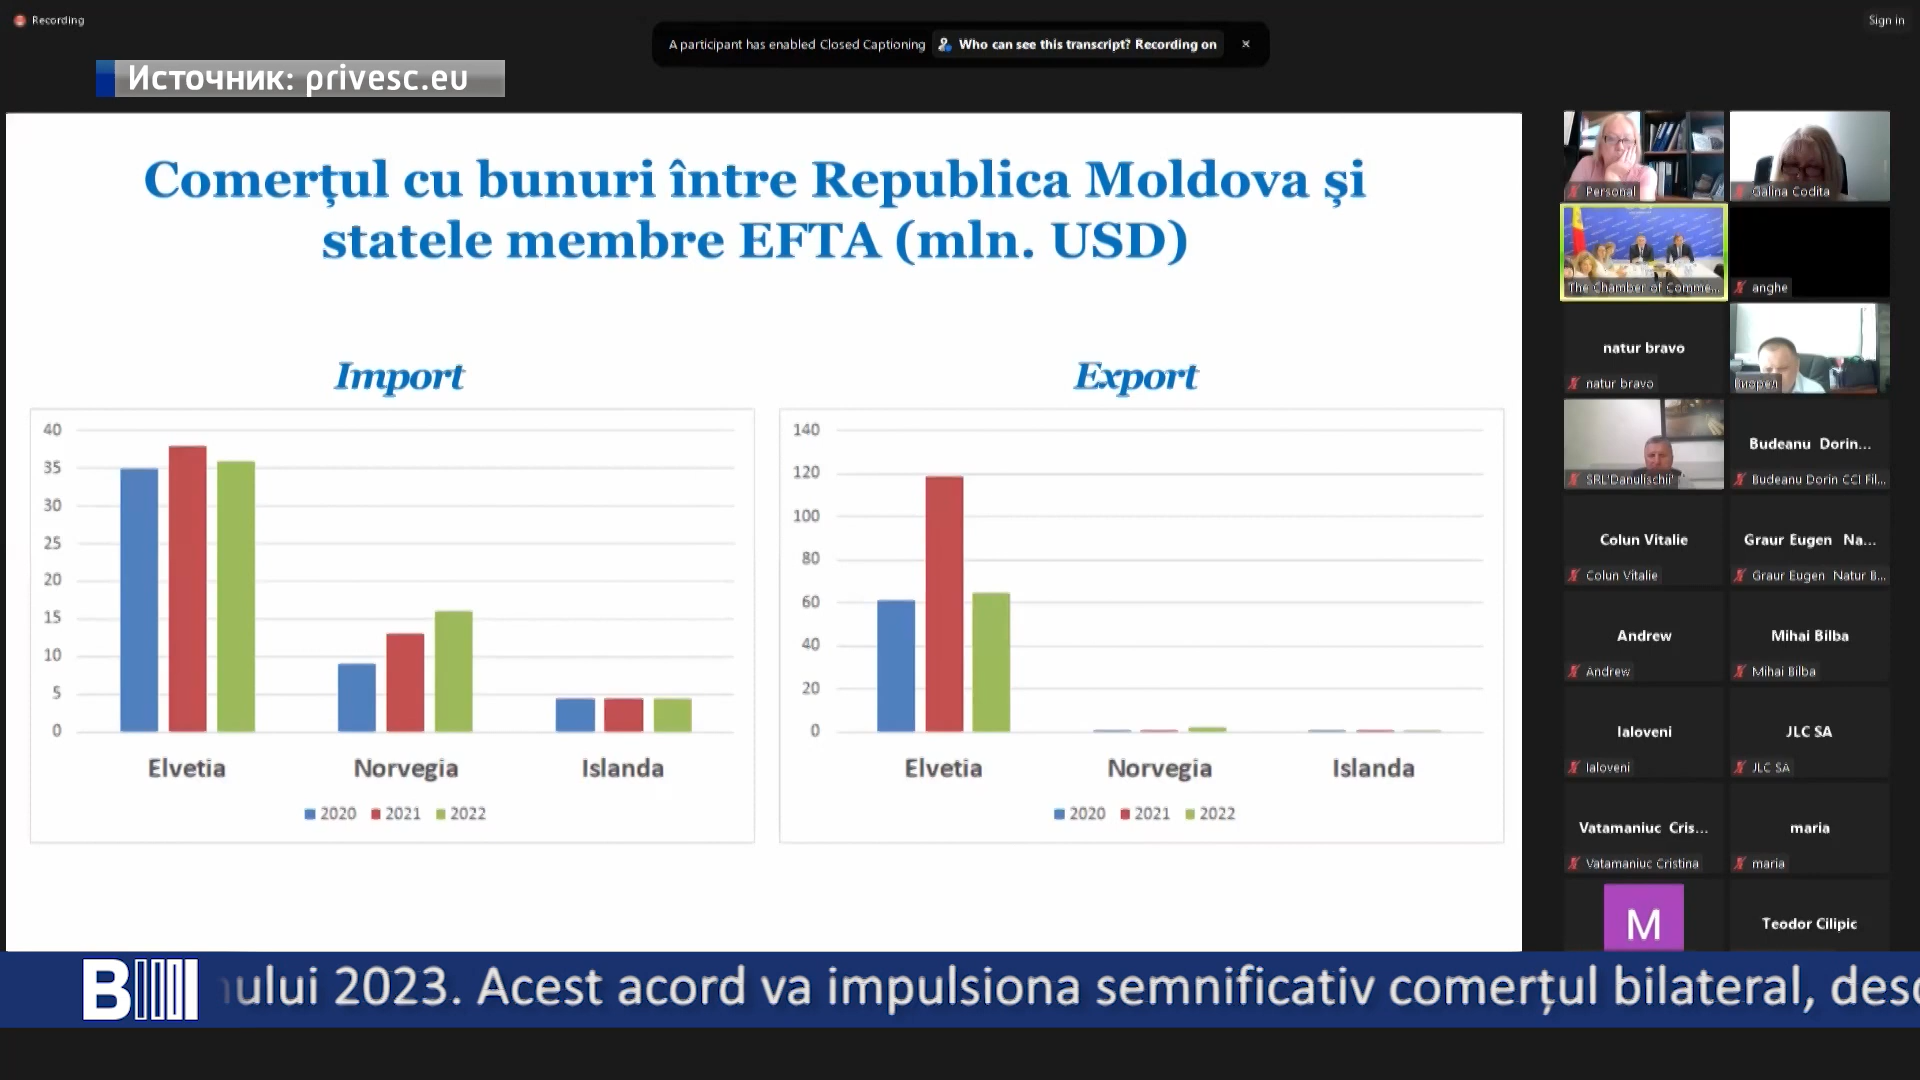 Recording
Sign in
A participant has enabled Closed Captioning Who can see this transcript? Recording on
Источник: privesc.eu
Comerțul cu bunuri între Republica Moldova și
statele membre EFTA (mln. USD)
Import
40
35
30
25
20
15
10
5
0
Elvetia Norvegia Islanda
2020 2021 2022
Export
140
120
100
80
60
40
20
0
Elvetia Norvegia Islanda
2020 2021 2022
Personal
Galina Codita
The Chamber of Comme...
anghe
natur bravo
natur bravo
Виорел
SRL'Danulischii'
Budeanu Dorin...
Budeanu Dorin CCI Fil...
Colun Vitalie
Colun Vitalie
Graur Eugen Na...
Graur Eugen Natur B...
Andrew
Andrew
Mihai Bilba
Mihai Bilba
Ialoveni
Ialoveni
JLC SA
JLC SA
Vatamaniuc Cris...
Vatamaniuc Cristina
maria
maria
M
Teodor Cilipic
B
ului 2023. Acest acord va impulsiona semnificativ comerțul bilateral, desc